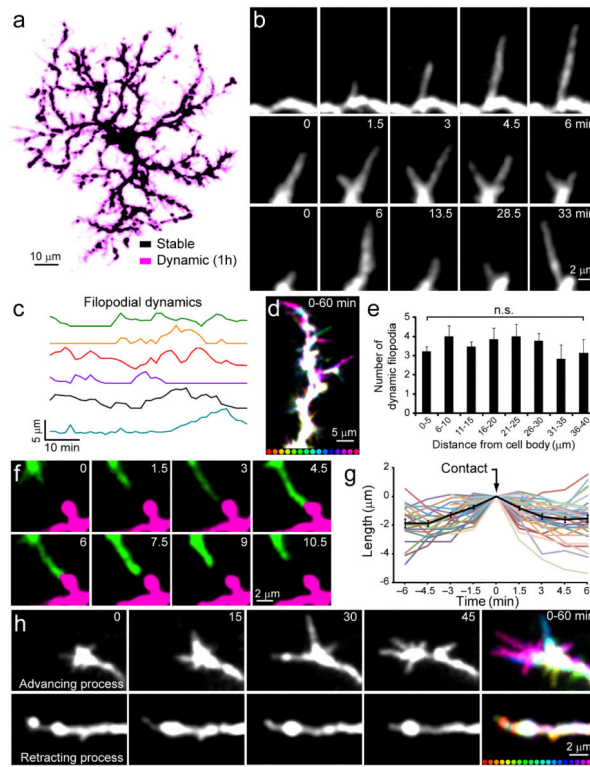 a
10 μm
Stable
Dynamic (1h)
b
0
1.5
3
4.5
6 min
0
6
13.5
28.5
33 min
2 μm
c
Filopodial dynamics
5 μm
10 min
d
0-60 min
5 μm
e
n.s.
Number of
dynamic filopodia
5
4
3
2
1
0
0-5
6-10
11-15
16-20
21-25
26-30
31-35
36-40
Distance from cell body (μm)
f
0
1.5
3
4.5
6
7.5
9
10.5
2 μm
g
Contact
Length (μm)
4
2
0
-2
-4
-6
−6 −4.5 −3 −1.5 0 1.5 3 4.5 6
Time (min)
h
0
15
30
45
0-60 min
Advancing process
Retracting process
2 μm